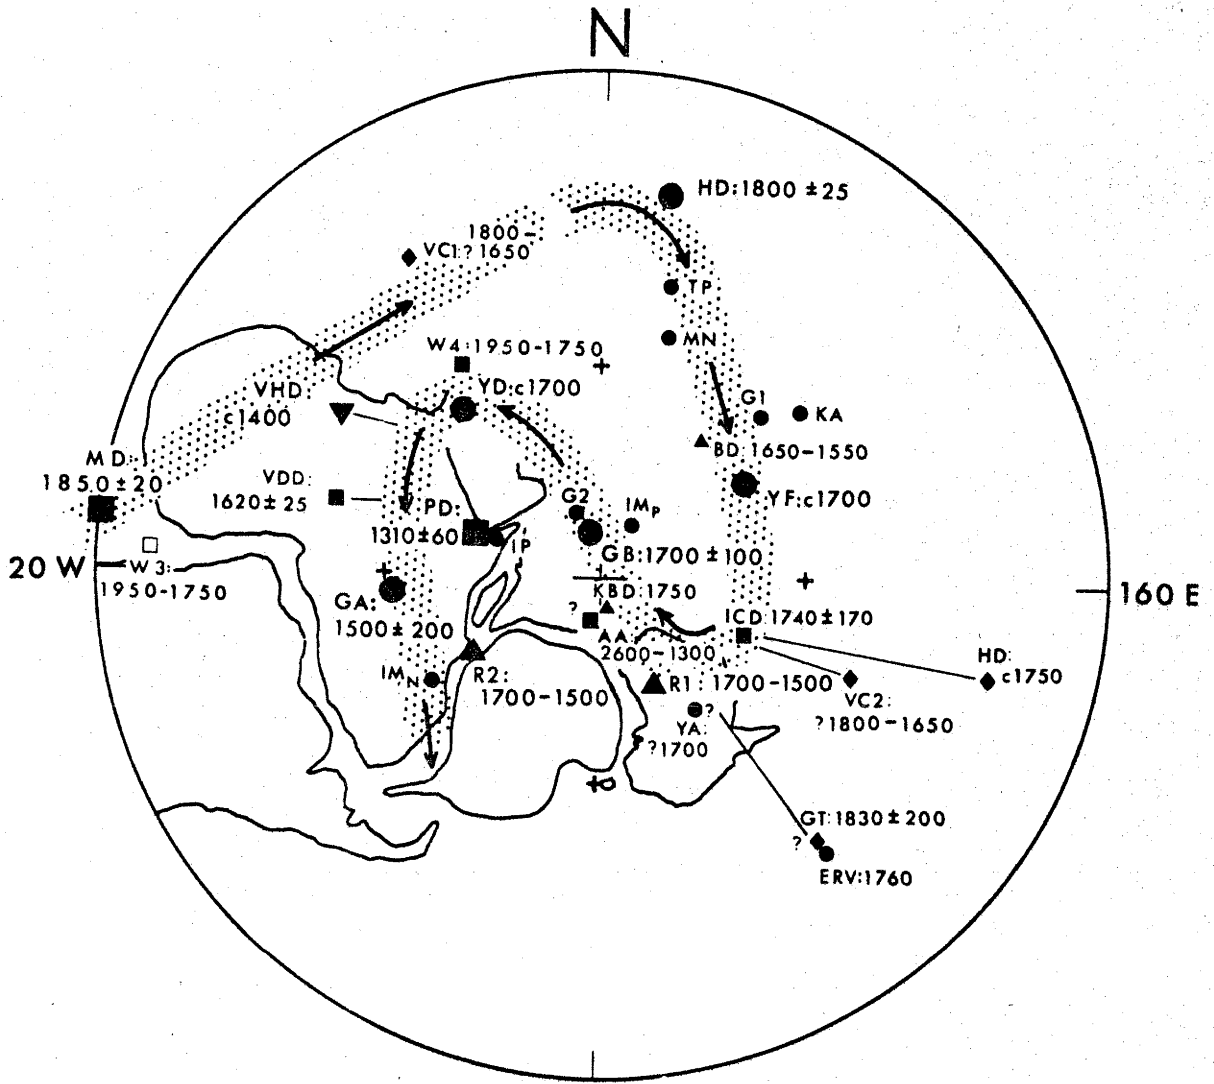 N
HD:1800 ±25
1800-
VC1:? 1650
TP
MN
W4:1950-1750
YD:c1700
VHD
c1400
G1
KA
BD:1650-1550
MD:
1850±20
VDD:
1620±25
PD:
1310±60
IP
G2
IMP
YF:c1700
GB:1700±100
20 W
W3:
1950-1750
KBD:1750
160 E
GA:
1500±200
?
AA
2600-1300
ICD:1740±170
HD:
c1750
IMN
R2:
1700-1500
R1:1700-1500
VC2:
?1800-1650
?
YA:
?1700
GT:1830±200
?
ERV:1760